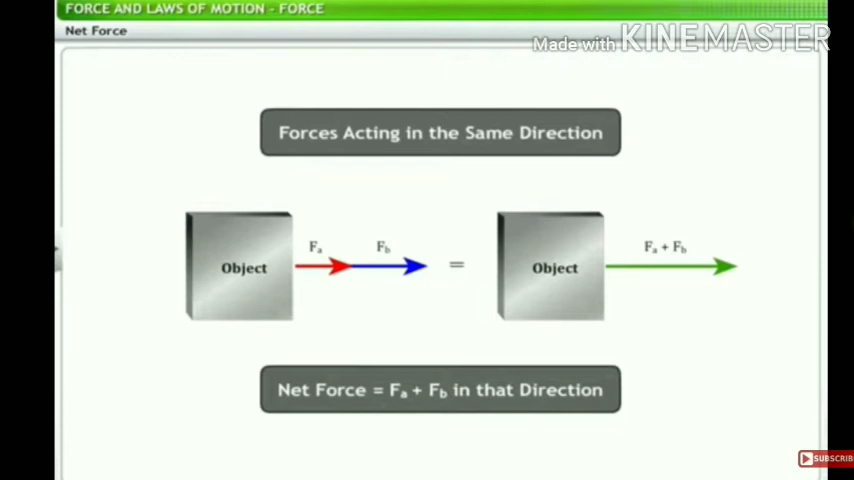 FORCE AND LAWS OF MOTION - FORCE
Net Force
Made with KINEMASTER
Forces Acting in the Same Direction
Object
Fa
Fb
=
Object
Fa + Fb
Net Force = Fa + Fb in that Direction
SUBSCRIB